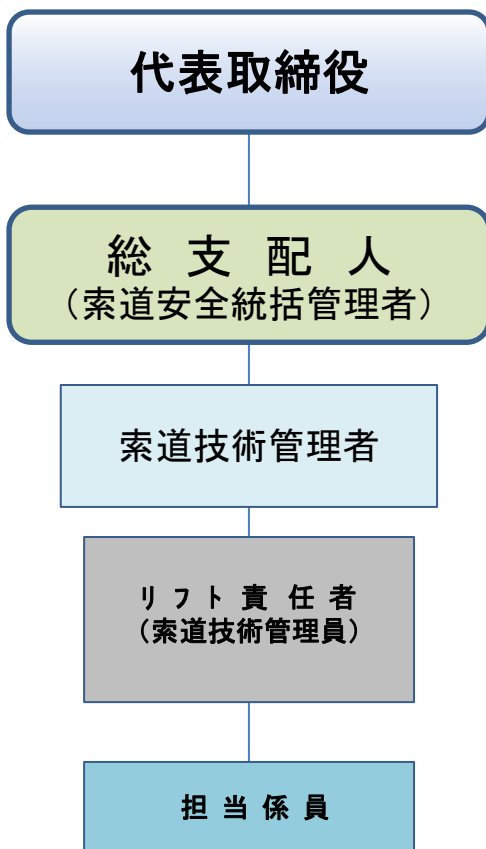 代表取締役
総 支 配 人
（索道安全統括管理者）
索道技術管理者
リ フ ト 責 任 者
（索道技術管理員）
担 当 係 員